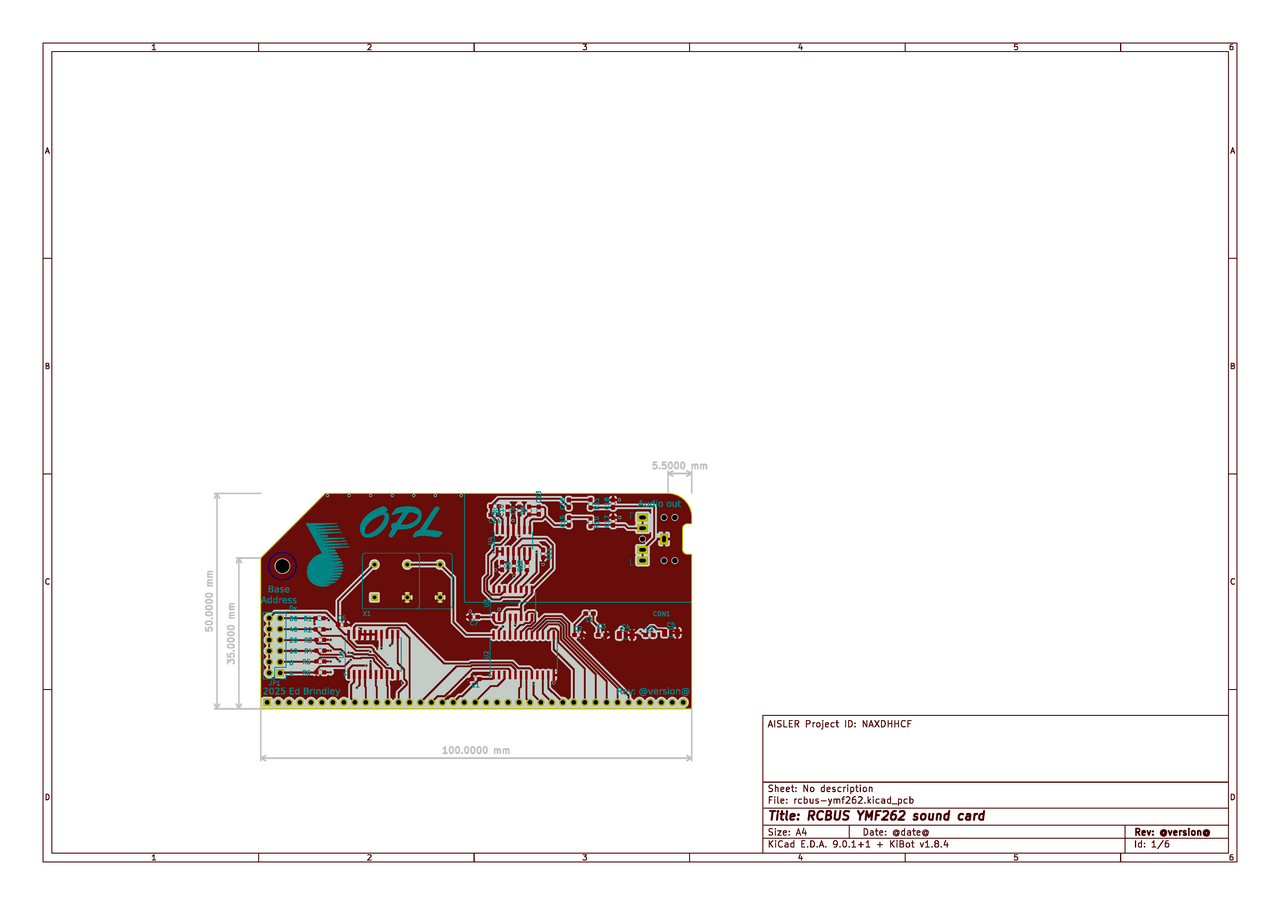 1 2 3 4 5 6
A A
B B
C C
D D
5.5000 mm
50.0000 mm
35.0000 mm
OPL
Audio out
Base
Address
X1
CON1
U2
JP1
2025 Ed Brindley
Rev: @version@
100.0000 mm
AISLER Project ID: NAXDHHCF
Sheet: No description
File: rcbus-ymf262.kicad_pcb
Title: RCBUS YMF262 sound card
Size: A4 Date: @date@ Rev: @version@
KiCad E.D.A. 9.0.1+1 + KiBot v1.8.4 Id: 1/6
1 2 3 4 5 6